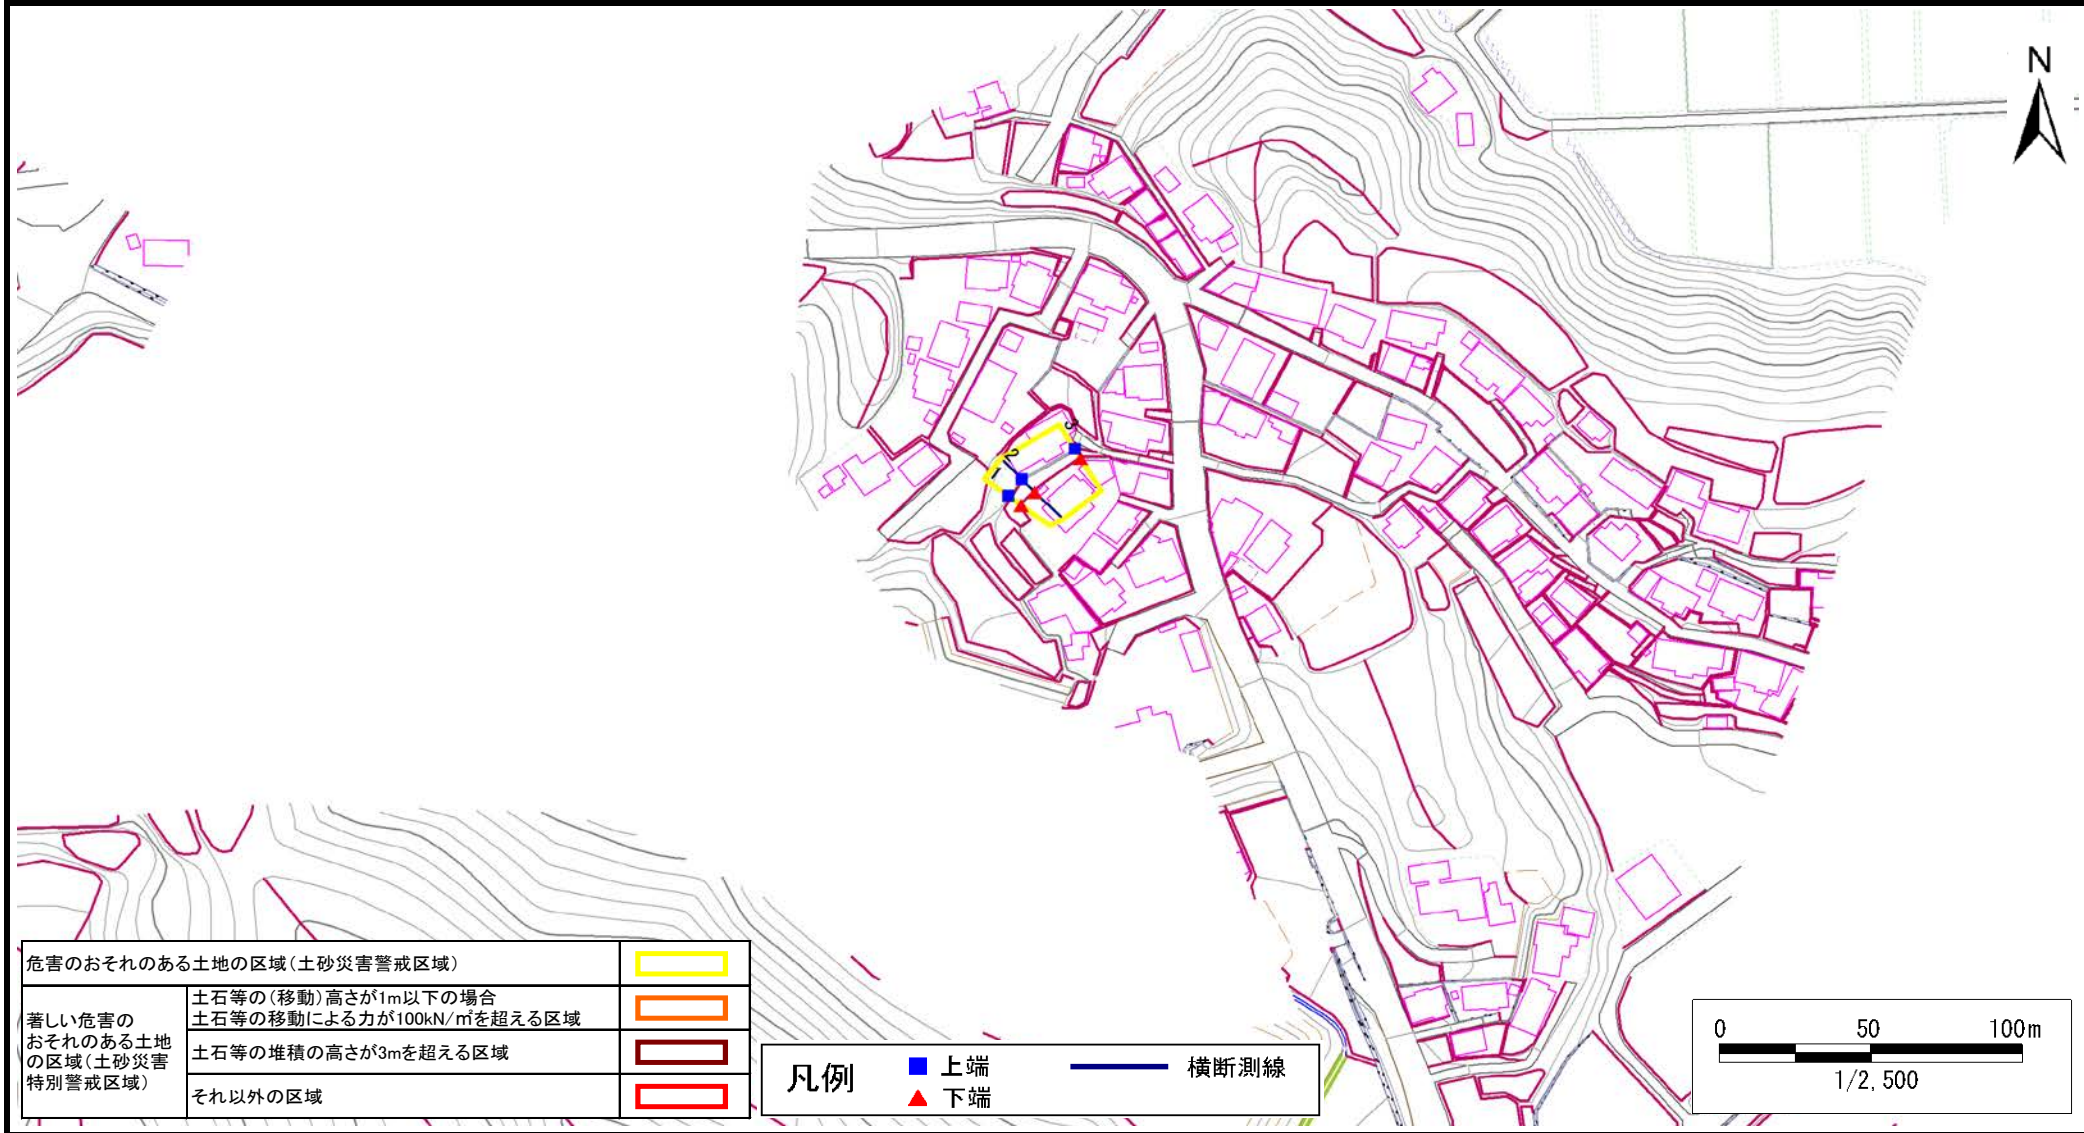 N
3
2
1
危害のおそれのある土地の区域(土砂災害警戒区域)
著しい危害の
おそれのある土地
の区域(土砂災害
特別警戒区域)
土石等の(移動)高さが1m以下の場合
土石等の移動による力が100kN/㎡を超える区域
土石等の堆積の高さが3mを超える区域
それ以外の区域
凡例
上端
下端
横断測線
0 50 100m
1/2,500